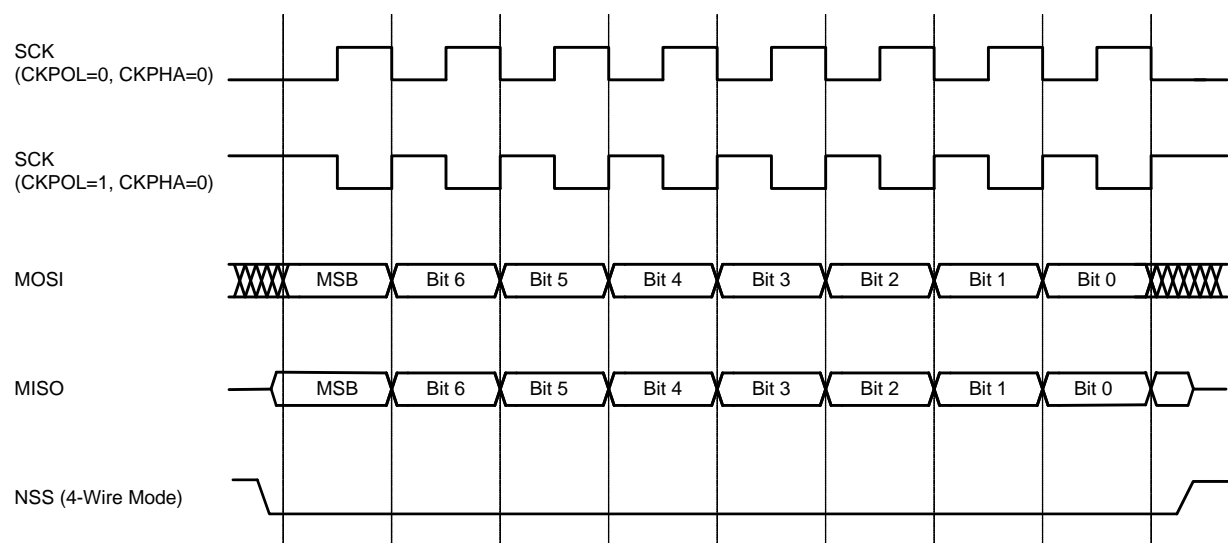 SCK
(CKPOL=0, CKPHA=0)
SCK
(CKPOL=1, CKPHA=0)
MOSI
MSB Bit 6 Bit 5 Bit 4 Bit 3 Bit 2 Bit 1 Bit 0
MISO
MSB Bit 6 Bit 5 Bit 4 Bit 3 Bit 2 Bit 1 Bit 0
NSS (4-Wire Mode)